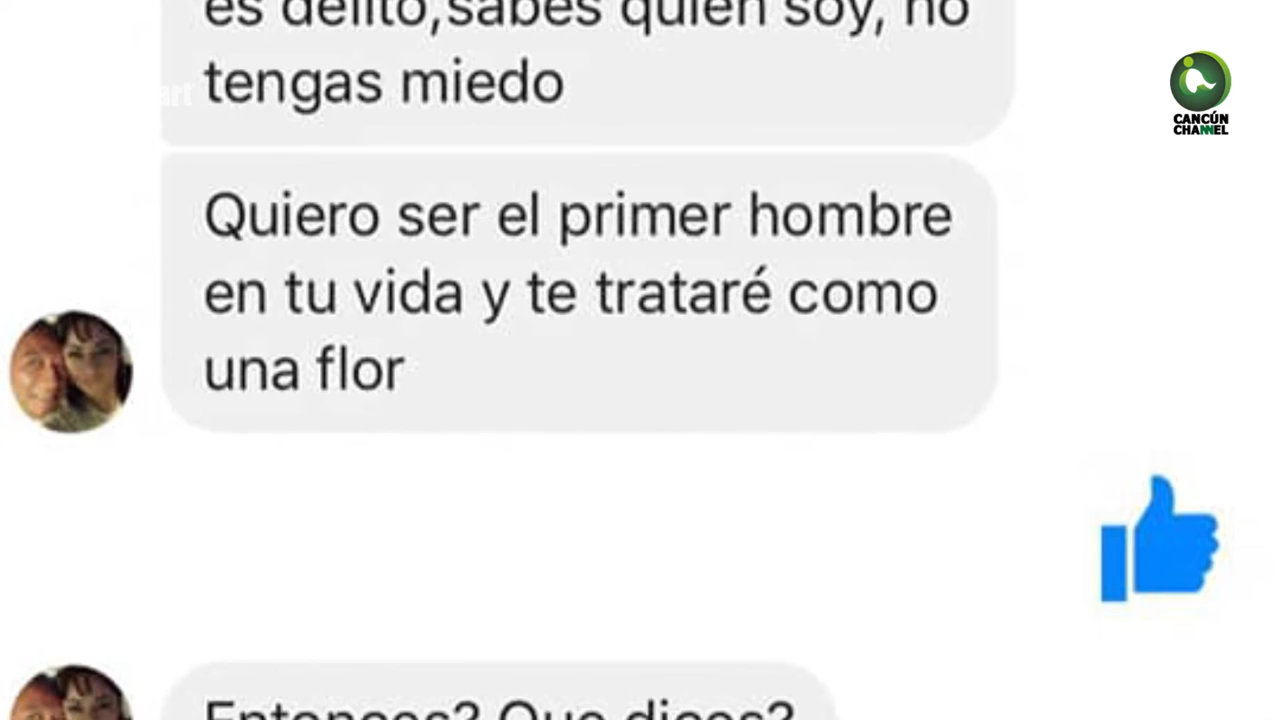 es delito,sabes quien soy, no
tengas miedo
art
CANCÚN
CHANNEL
Quiero ser el primer hombre
en tu vida y te trataré como
una flor
Entonces? Que dices?